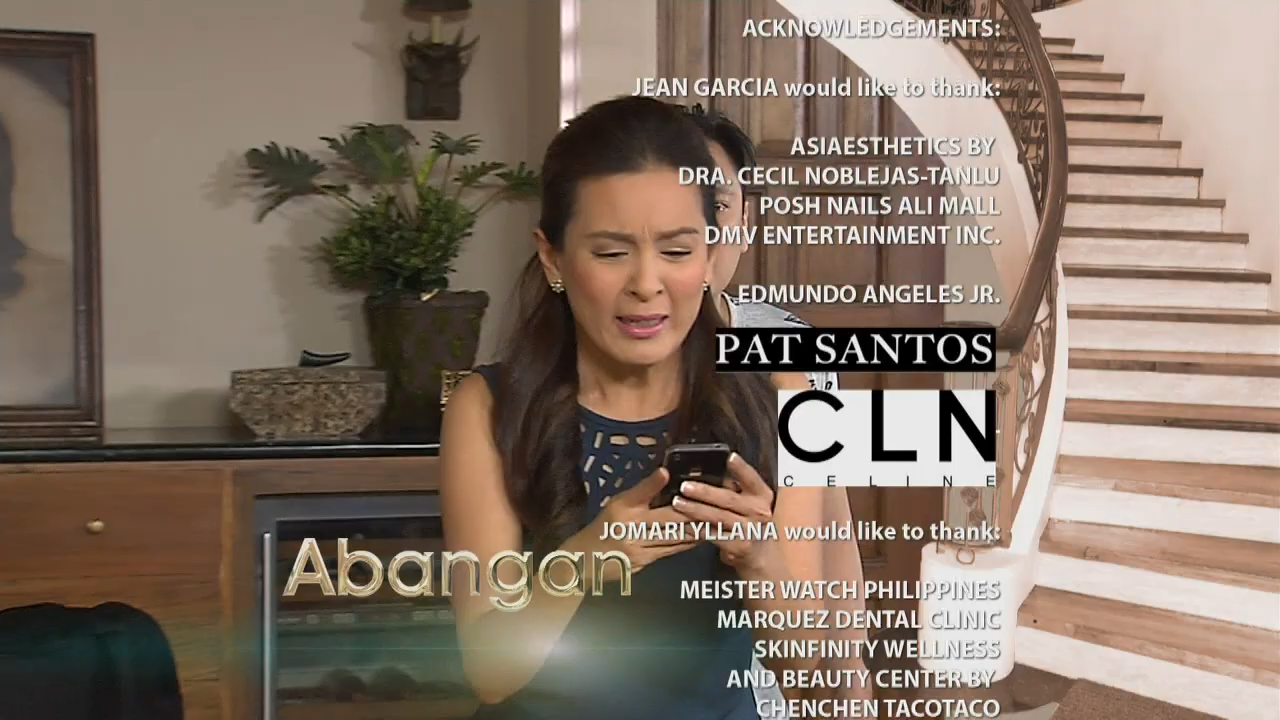 ACKNOWLEDGEMENTS:
JEAN GARCIA would like to thank:
ASIAESTHETICS BY
DRA. CECIL NOBLEJAS-TANLU
POSH NAILS ALI MALL
DMV ENTERTAINMENT INC.
EDMUNDO ANGELES JR.
PAT SANTOS
CLN
CELINE
JOMARI YLLANA would like to thank:
Abangan
MEISTER WATCH PHILIPPINES
MARQUEZ DENTAL CLINIC
SKINFINITY WELLNESS
AND BEAUTY CENTER BY
CHENCHEN TACOTACO